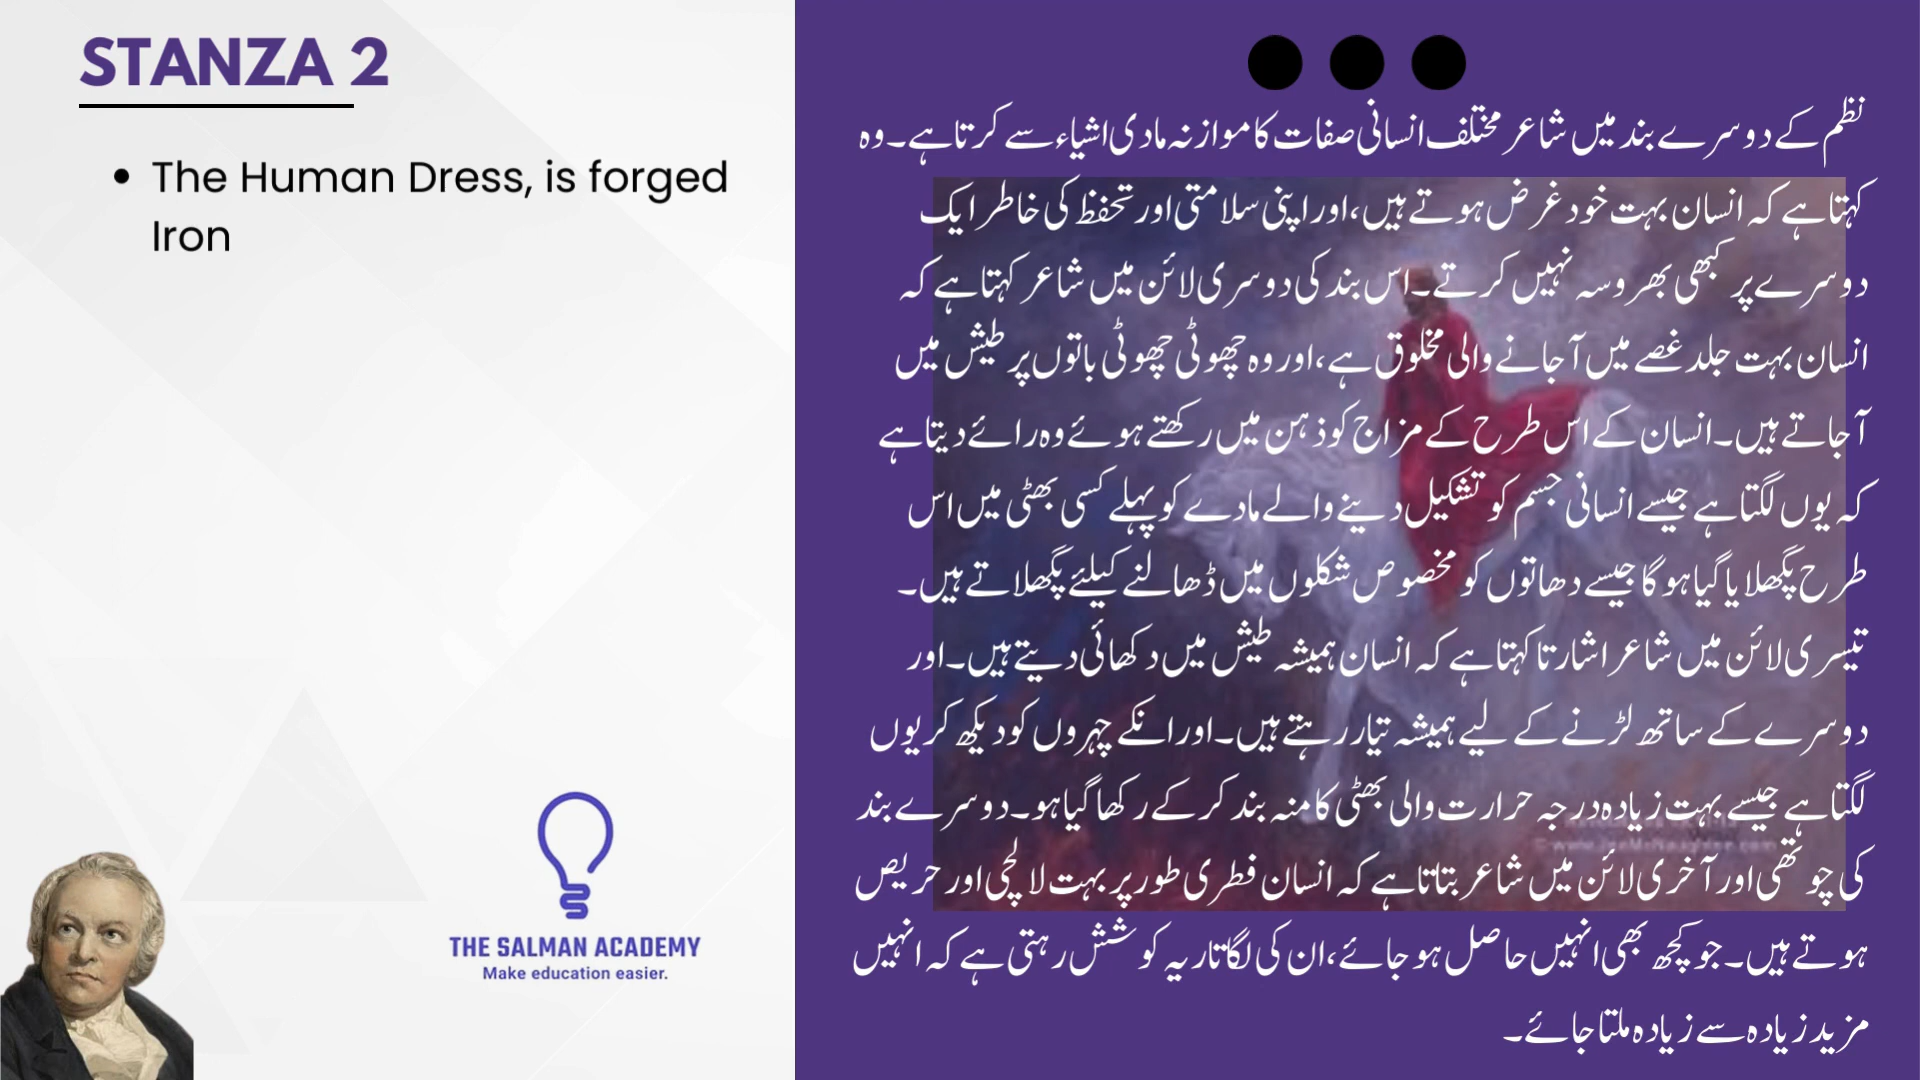 STANZA 2
• The Human Dress, is forged
Iron
THE SALMAN ACADEMY
Make education easier.
نظم کے دوسرے بند میں شاعر مختلف انسانی صفات کا موازنہ مادی اشیاء سے کرتا ہے۔ وہ
کہتا ہے کہ انسان بہت خود غرض ہوتے ہیں، اور اپنی سلامتی اور تحفظ کی خاطر ایک
دوسرے پر کبھی بھروسہ نہیں کرتے۔ اس بند کی دوسری لائن میں شاعر کہتا ہے کہ
انسان بہت جلد غصے میں آجانے والی مخلوق ہے، اور وہ چھوٹی چھوٹی باتوں پر طیش میں
آجاتے ہیں۔ انسان کے اس طرح کے مزاج کو ذہن میں رکھتے ہوئے وہ رائے دیتا ہے
کہ یوں لگتا ہے جیسے انسانی جسم کو تشکیل دینے والے مادے کو پہلے کسی بھٹی میں اس
طرح پگھلایا گیا ہو گا جیسے دھاتوں کو مخصوص شکلوں میں ڈھالنے کیلئے پگھلاتے ہیں۔
تیسری لائن میں شاعر اشارتا کہتا ہے کہ انسان ہمیشہ طیش میں دکھائی دیتے ہیں۔ اور
دوسرے کے ساتھ لڑنے کے لیے ہمیشہ تیار رہتے ہیں۔ اور انکے چہروں کو دیکھ کر یوں
لگتا ہے جیسے بہت زیادہ درجہ حرارت والی بھٹی کا منہ بند کر کے رکھا گیا ہو۔ دوسرے بند
کی چوتھی اور آخری لائن میں شاعر بتاتا ہے کہ انسان فطری طور پر بہت لالچی اور حریص
ہوتے ہیں۔ جو کچھ بھی انہیں حاصل ہو جائے، ان کی لگاتار یہ کوشش رہتی ہے کہ انہیں
مزید زیادہ سے زیادہ ملتا جائے۔